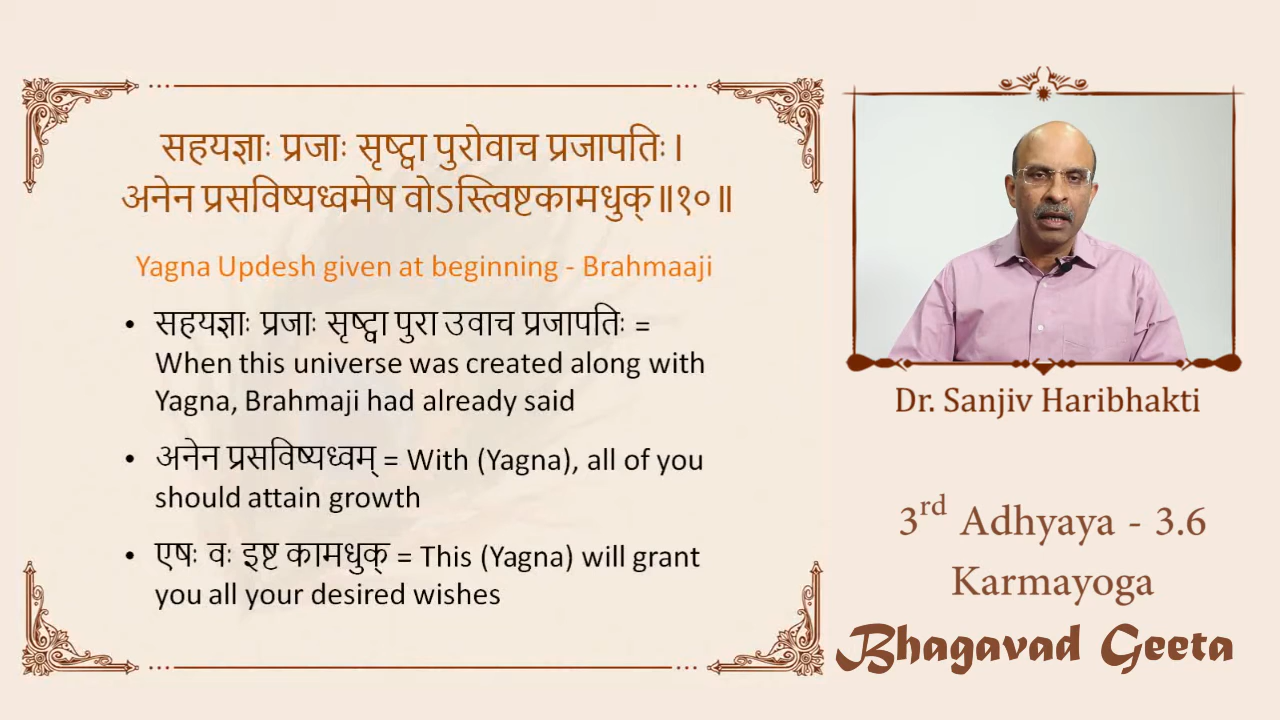 सहयज्ञाः प्रजाः सृष्ट्वा पुरोवाच प्रजापतिः ।
अनेन प्रसविष्यध्वमेष वोऽस्त्विष्टकामधुक् ॥१०॥
Yagna Updesh given at beginning - Brahmaaji
• सहयज्ञाः प्रजाः सृष्ट्वा पुरा उवाच प्रजापतिः =
When this universe was created along with
Yagna, Brahmaji had already said
• अनेन प्रसविष्यध्वम् = With (Yagna), all of you
should attain growth
• एषः वः इष्ट कामधुक् = This (Yagna) will grant
you all your desired wishes
Dr. Sanjiv Haribhakti
3rd Adhyaya - 3.6
Karmayoga
Bhagavad Geeta